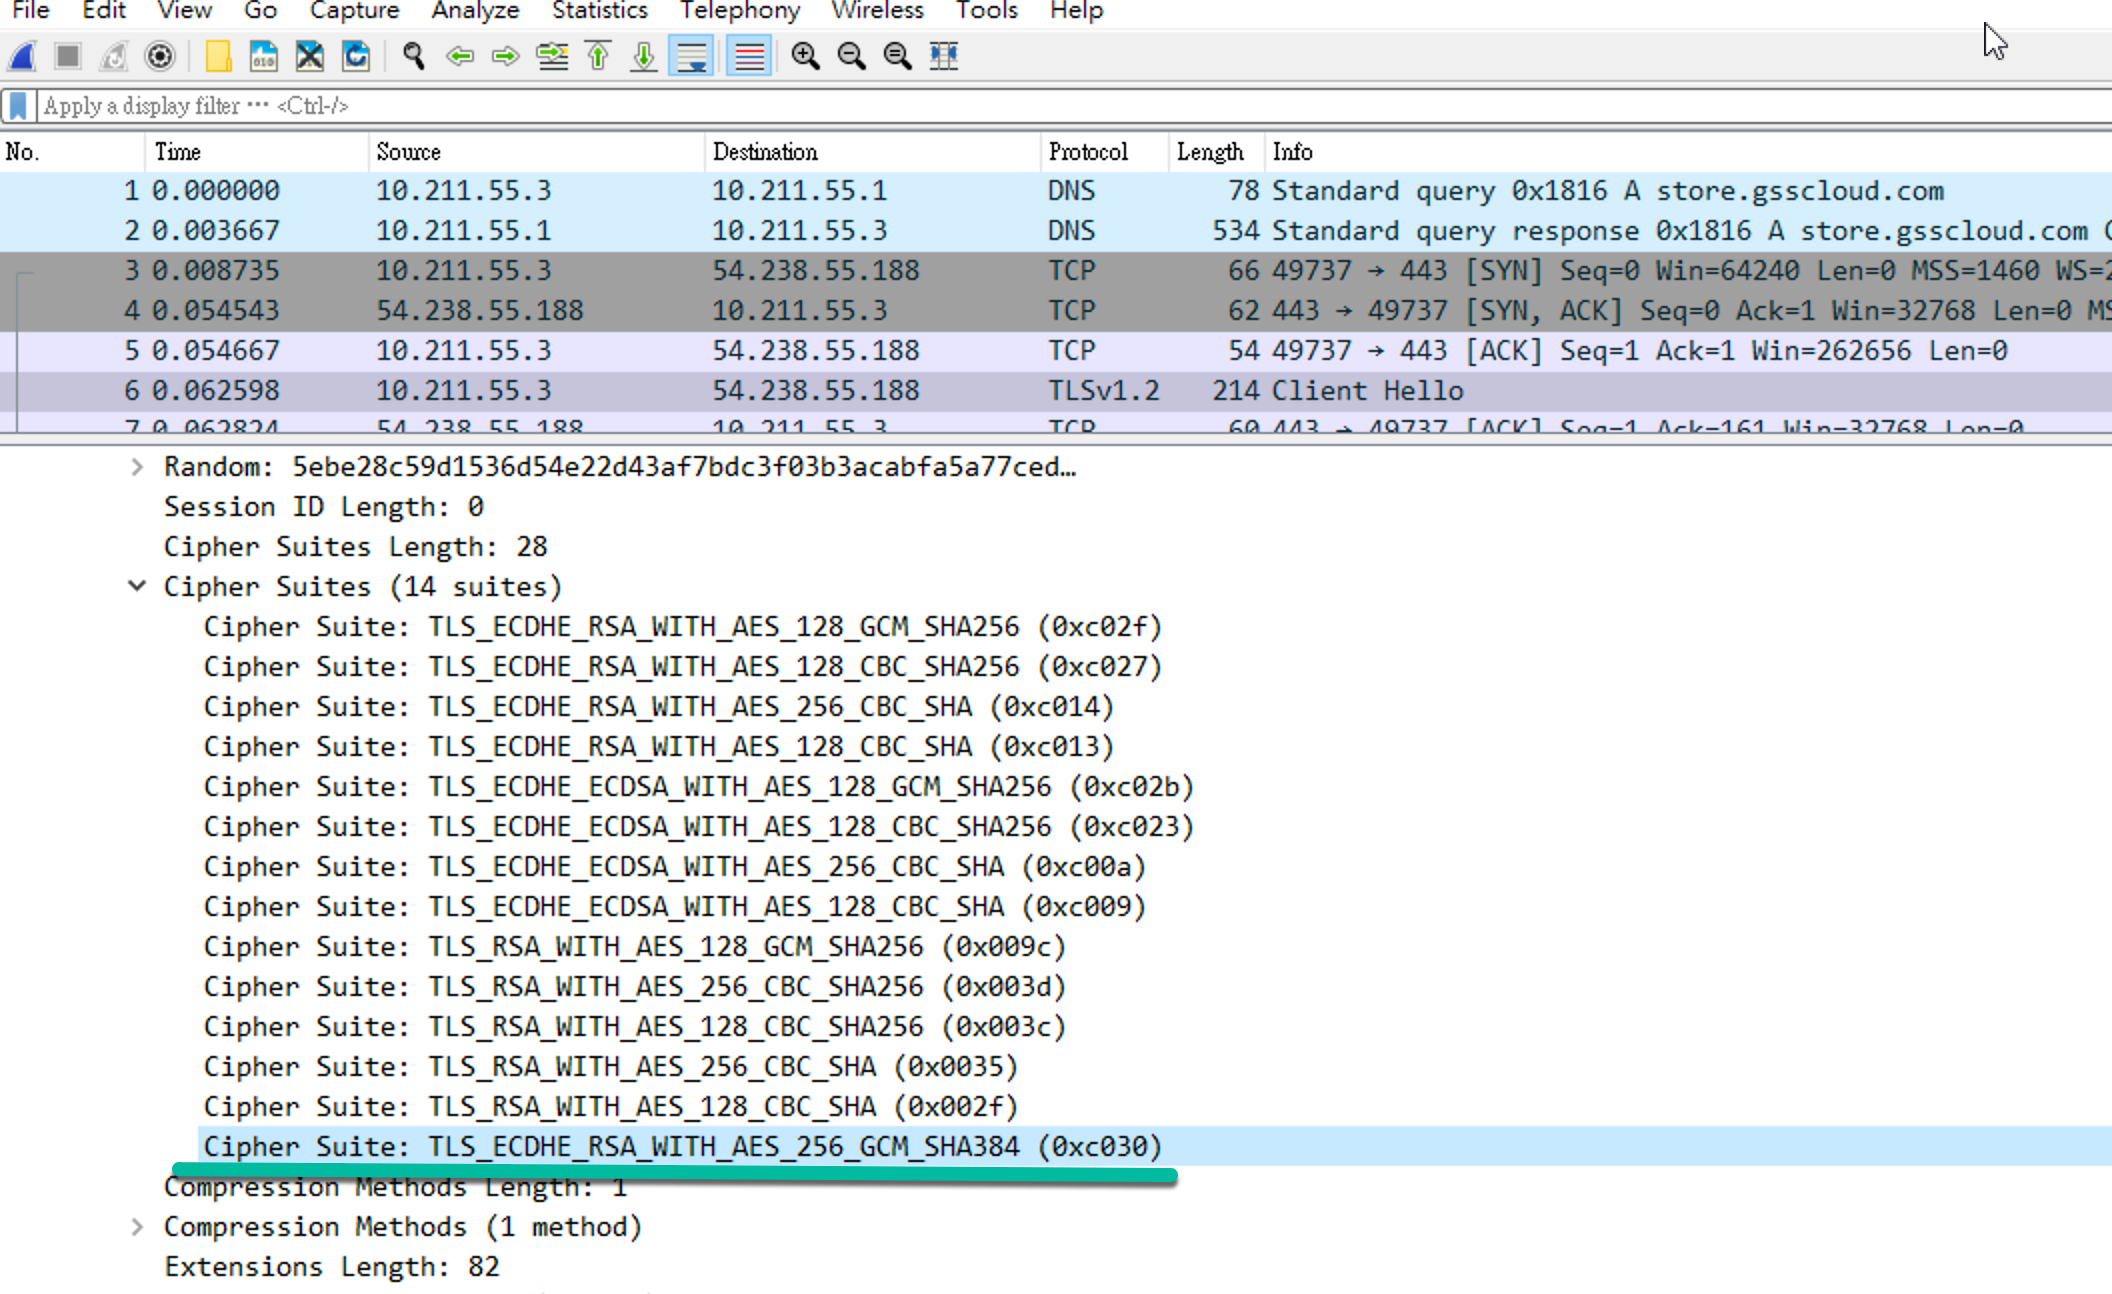 File Edit View Go Capture Analyze Statistics Telephony Wireless Tools Help
Apply a display filter ··· <Ctrl-/>
No. Time Source Destination Protocol Length Info
1 0.000000 10.211.55.3 10.211.55.1 DNS 78 Standard query 0x1816 A store.gsscloud.com
2 0.003667 10.211.55.1 10.211.55.3 DNS 534 Standard query response 0x1816 A store.gsscloud.com
3 0.008735 10.211.55.3 54.238.55.188 TCP 66 49737 → 443 [SYN] Seq=0 Win=64240 Len=0 MSS=1460 WS=2
4 0.054543 54.238.55.188 10.211.55.3 TCP 62 443 → 49737 [SYN, ACK] Seq=0 Ack=1 Win=32768 Len=0 MS
5 0.054667 10.211.55.3 54.238.55.188 TCP 54 49737 → 443 [ACK] Seq=1 Ack=1 Win=262656 Len=0
6 0.062598 10.211.55.3 54.238.55.188 TLSv1.2 214 Client Hello
7 0.062824 54.238.55.188 10.211.55.3 TCP 60 443 → 49737 [ACK] Seq=1 Ack=161 Win=32768 Len=0
Random: 5ebe28c59d1536d54e22d43af7bdc3f03b3acabfa5a77ced…
Session ID Length: 0
Cipher Suites Length: 28
Cipher Suites (14 suites)
Cipher Suite: TLS_ECDHE_RSA_WITH_AES_128_GCM_SHA256 (0xc02f)
Cipher Suite: TLS_ECDHE_RSA_WITH_AES_128_CBC_SHA256 (0xc027)
Cipher Suite: TLS_ECDHE_RSA_WITH_AES_256_CBC_SHA (0xc014)
Cipher Suite: TLS_ECDHE_RSA_WITH_AES_128_CBC_SHA (0xc013)
Cipher Suite: TLS_ECDHE_ECDSA_WITH_AES_128_GCM_SHA256 (0xc02b)
Cipher Suite: TLS_ECDHE_ECDSA_WITH_AES_128_CBC_SHA256 (0xc023)
Cipher Suite: TLS_ECDHE_ECDSA_WITH_AES_256_CBC_SHA (0xc00a)
Cipher Suite: TLS_ECDHE_ECDSA_WITH_AES_128_CBC_SHA (0xc009)
Cipher Suite: TLS_RSA_WITH_AES_128_GCM_SHA256 (0x009c)
Cipher Suite: TLS_RSA_WITH_AES_256_CBC_SHA256 (0x003d)
Cipher Suite: TLS_RSA_WITH_AES_128_CBC_SHA256 (0x003c)
Cipher Suite: TLS_RSA_WITH_AES_256_CBC_SHA (0x0035)
Cipher Suite: TLS_RSA_WITH_AES_128_CBC_SHA (0x002f)
Cipher Suite: TLS_ECDHE_RSA_WITH_AES_256_GCM_SHA384 (0xc030)
Compression Methods Length: 1
Compression Methods (1 method)
Extensions Length: 82